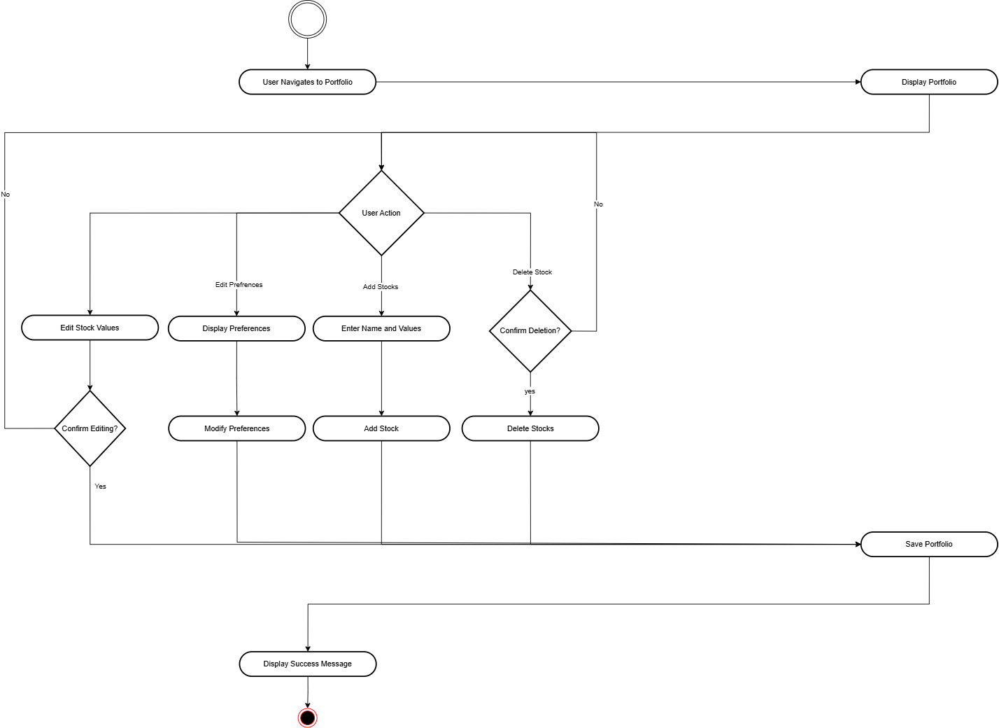 User Navigates to Portfolio
Display Portfolio
No
No
User Action
Delete Stock
Edit Prefrences
Add Stocks
Edit Stock Values
Display Preferences
Enter Name and Values
Confirm Deletion?
yes
Confirm Editing?
Modify Preferences
Add Stock
Delete Stocks
Yes
Save Portfolio
Display Success Message